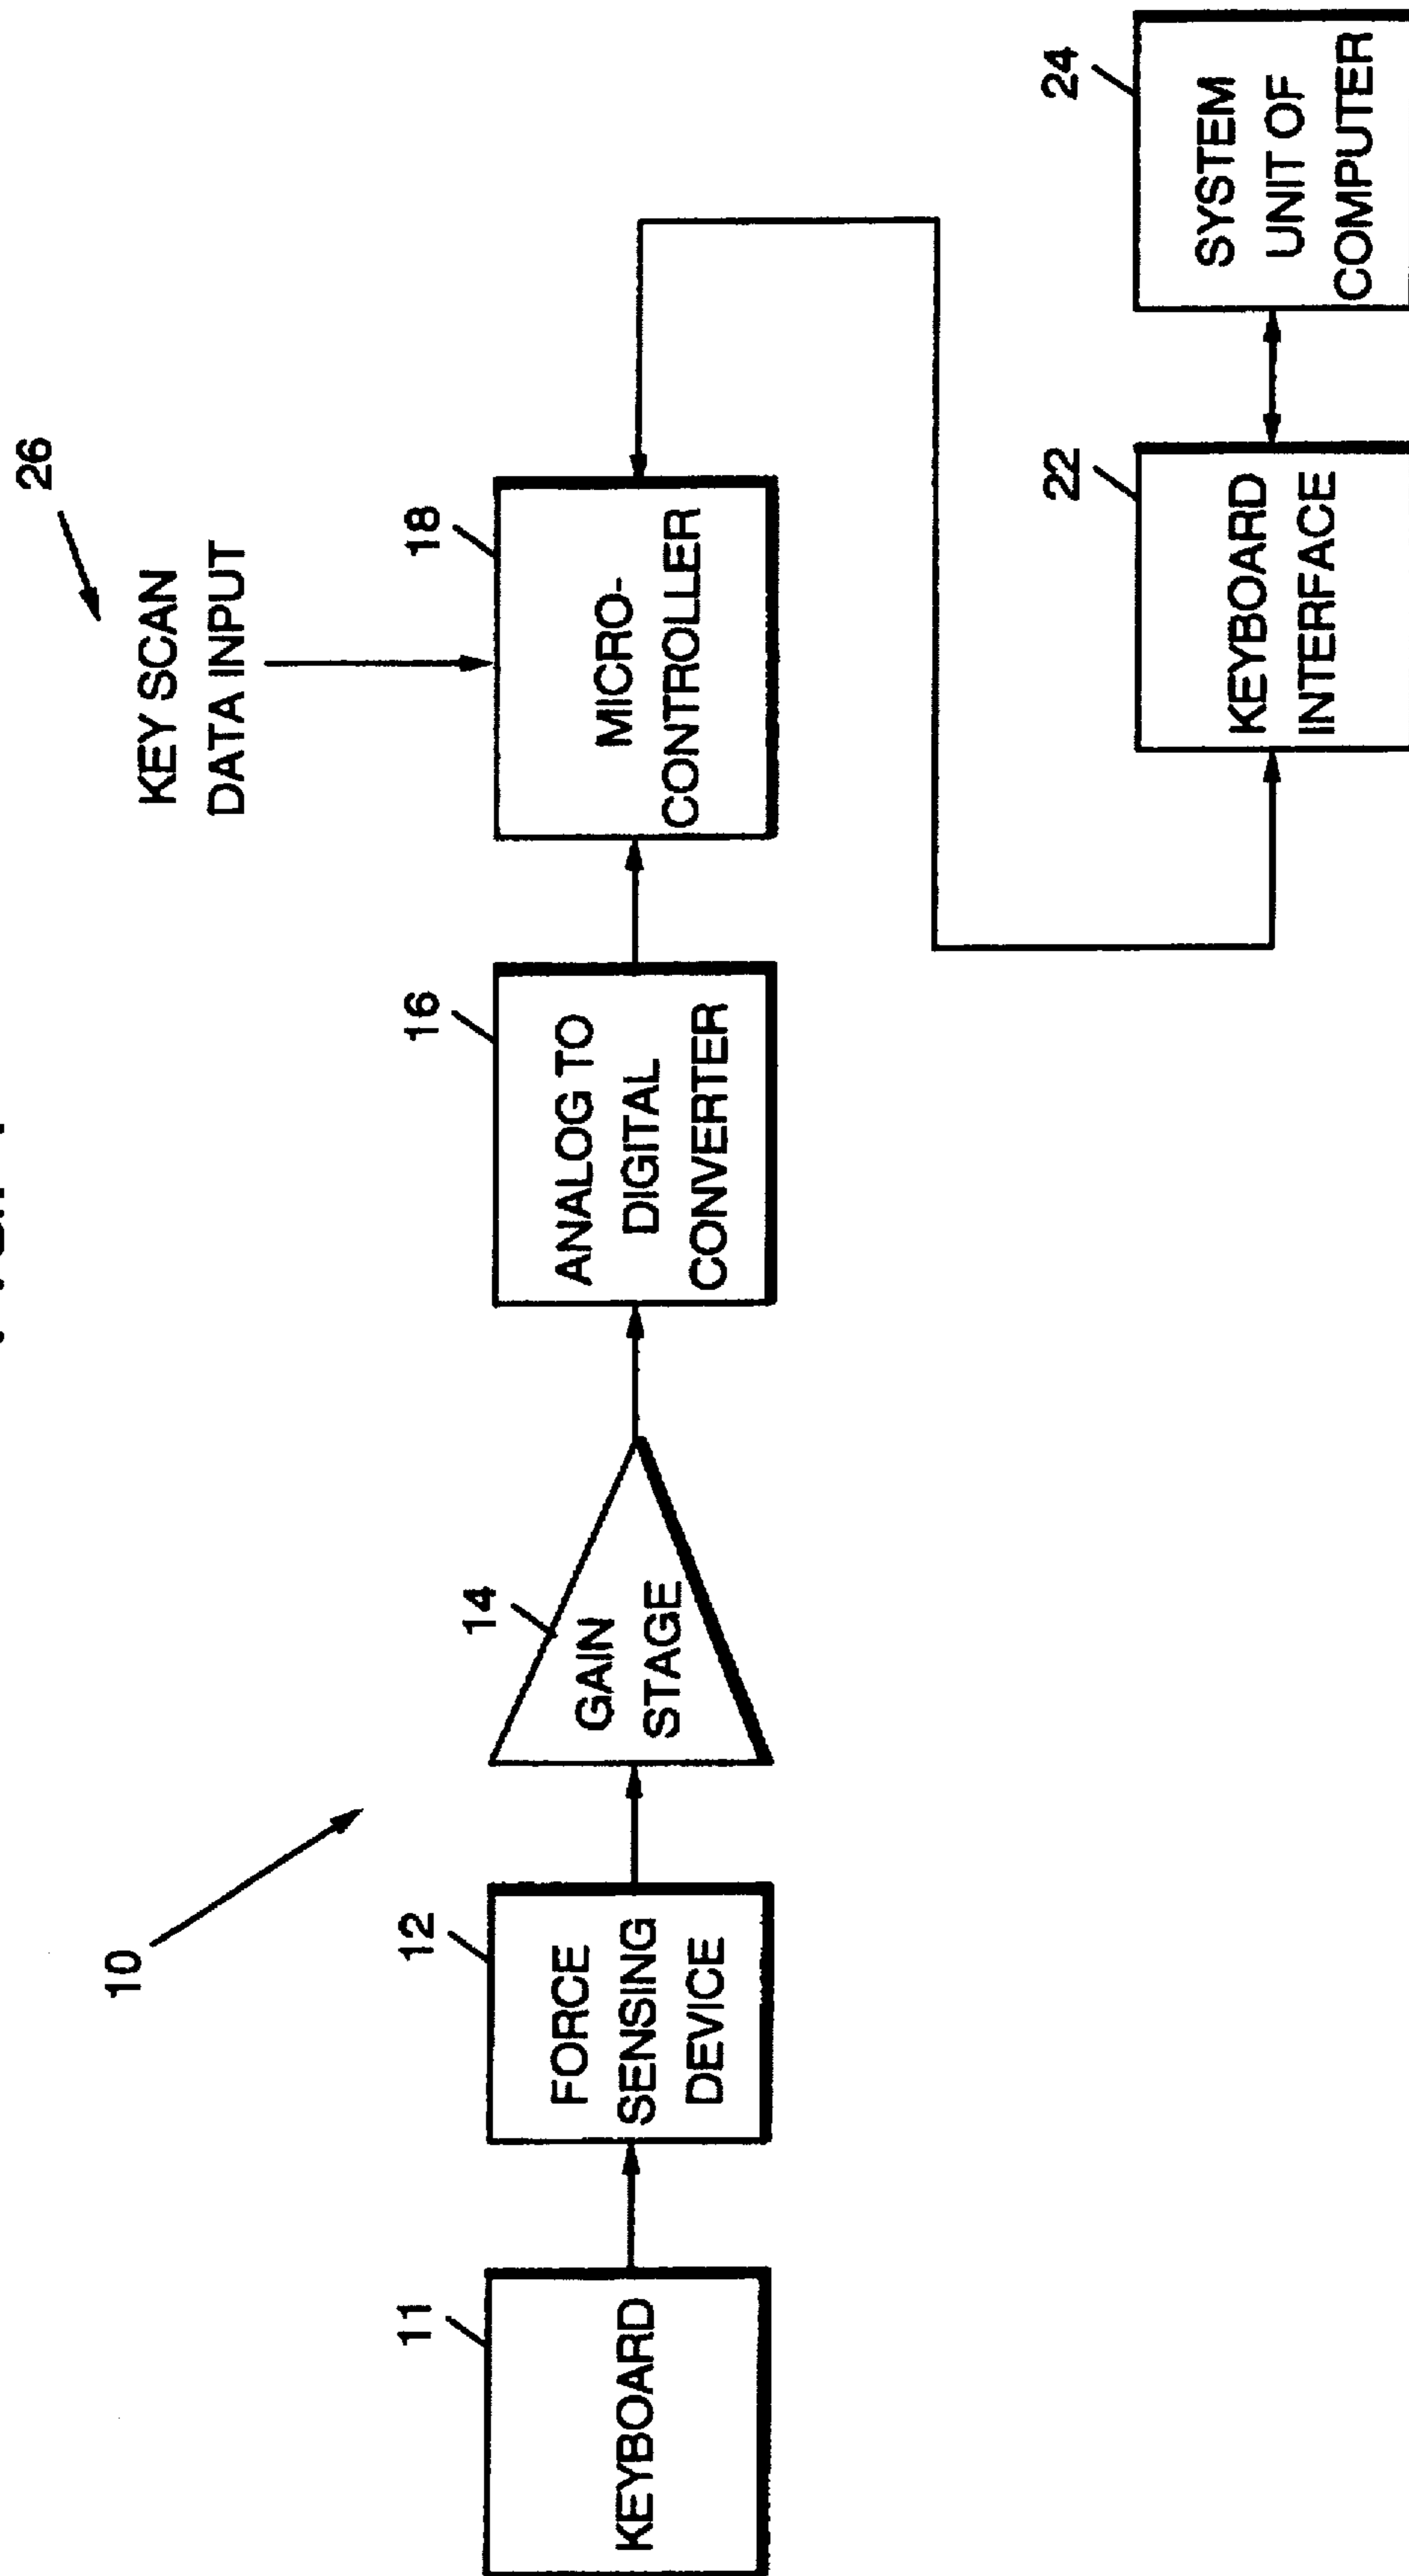 26
KEY SCAN
DATA INPUT
10
11
KEYBOARD
12
FORCE
SENSING
DEVICE
14
GAIN
STAGE
16
ANALOG TO
DIGITAL
CONVERTER
18
MICRO-
CONTROLLER
22
KEYBOARD
INTERFACE
24
SYSTEM
UNIT OF
COMPUTER